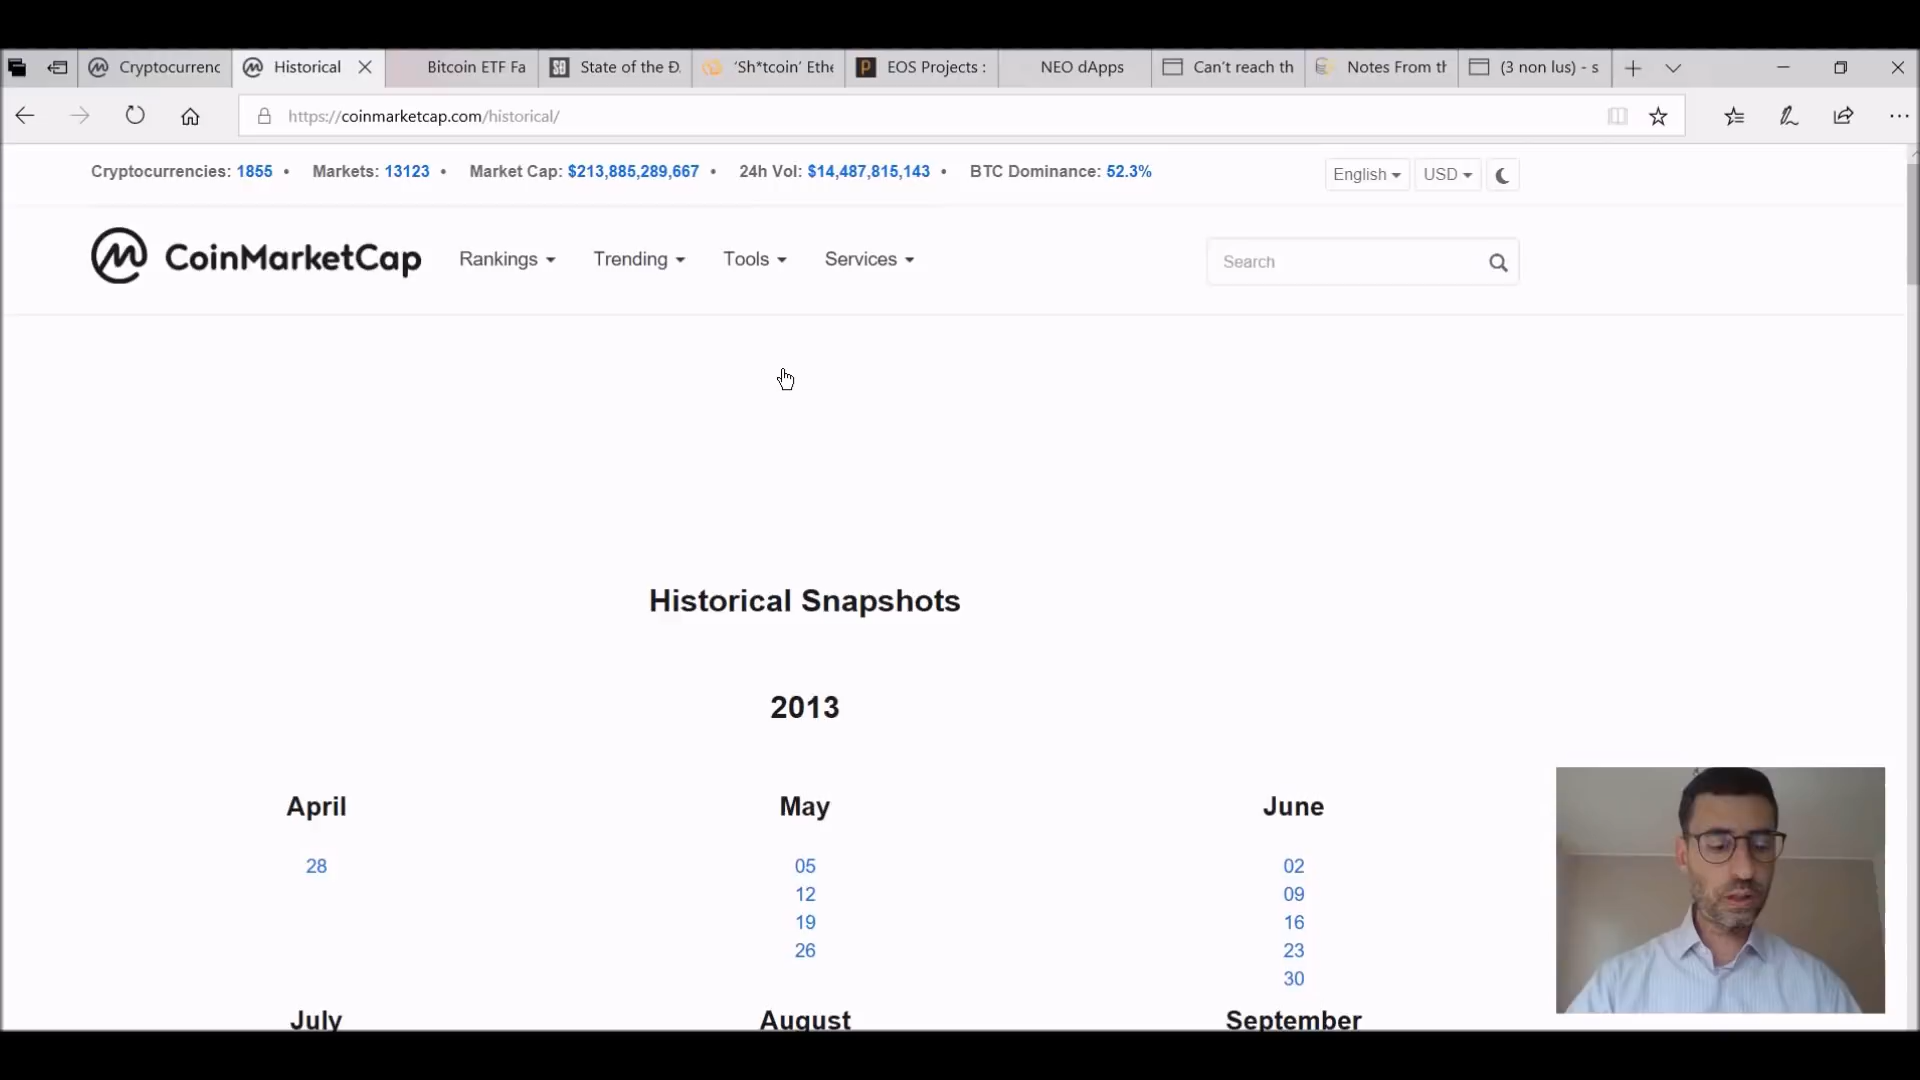 Cryptocurrenc Historical Bitcoin ETF Fa State of the Đ. 'Sh*tcoin' Ethe EOS Projects : NEO dApps Can't reach th Notes From th (3 non lus) - s
https://coinmarketcap.com/historical/
Cryptocurrencies: 1855 • Markets: 13123 • Market Cap: $213,885,289,667 • 24h Vol: $14,487,815,143 • BTC Dominance: 52.3% English USD
CoinMarketCap Rankings Trending Tools Services Search
Historical Snapshots
2013
April May June
28 05 02
12 09
19 16
26 23
30
July August September